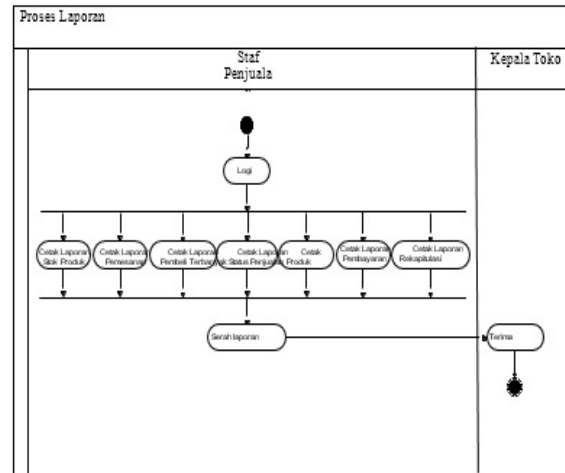 Proses Laporan
Staf
Penjuala
Kepala Toko
Logi
Cetak Laporan
Stok Produk
Cetak Laporan
Pemesanan
Cetak Laporan
Pembeli Terbanyak
Cetak Laporan
Status Penjualan
Cetak
Produk
Cetak Laporan
Pembayaran
Cetak Laporan
Rekapitulasi
Serah laporan
Terima